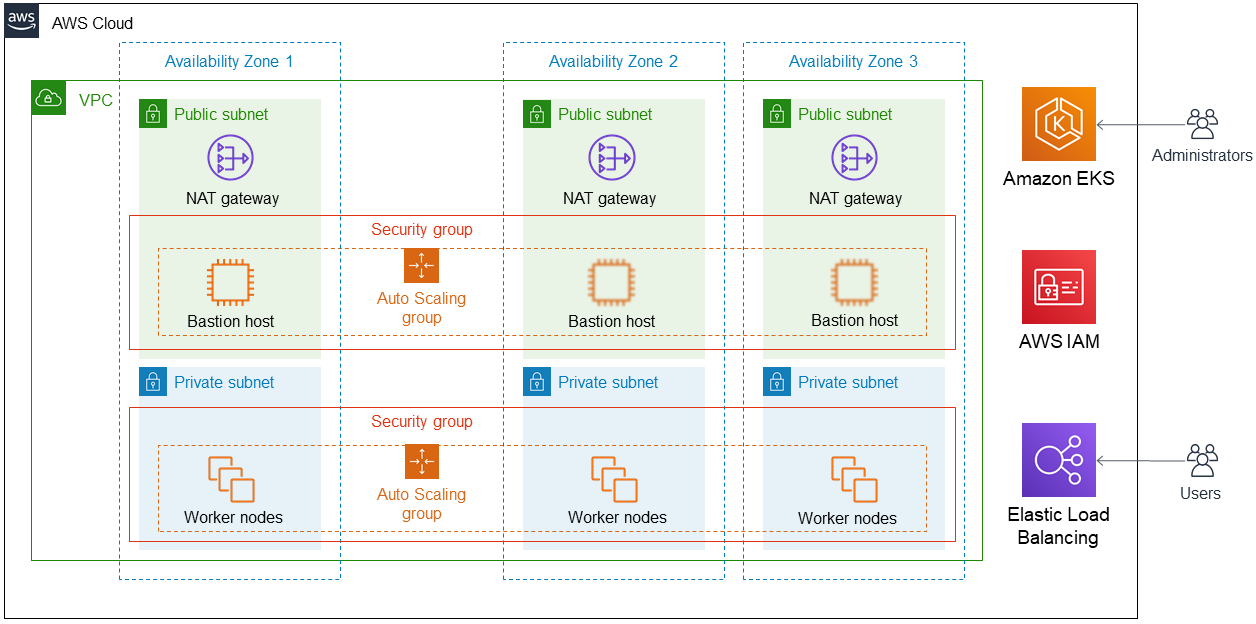 aws
AWS Cloud
Availability Zone 1
Availability Zone 2
Availability Zone 3
VPC
Public subnet
Public subnet
Public subnet
NAT gateway
NAT gateway
NAT gateway
Security group
Auto Scaling
group
Bastion host
Bastion host
Bastion host
Private subnet
Private subnet
Private subnet
Security group
Auto Scaling
group
Worker nodes
Worker nodes
Worker nodes
K
Amazon EKS
Administrators
AWS IAM
Elastic Load
Balancing
Users